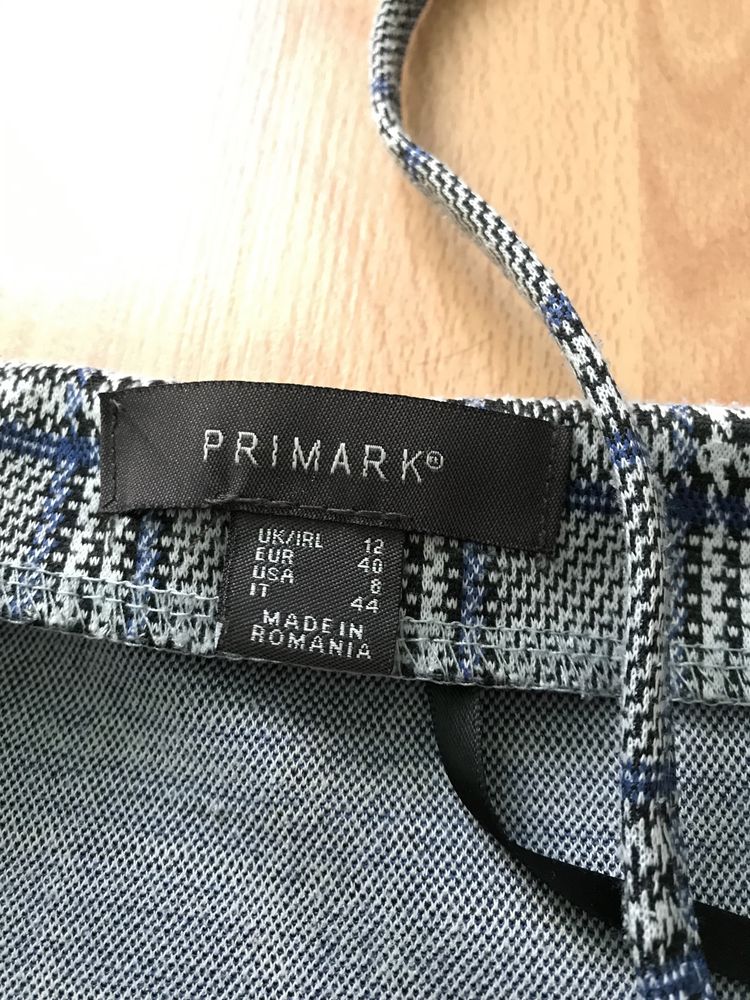 PRIMARK®
UK/IRL 12
EUR 40
USA 8
IT 44
MADE IN
ROMANIA